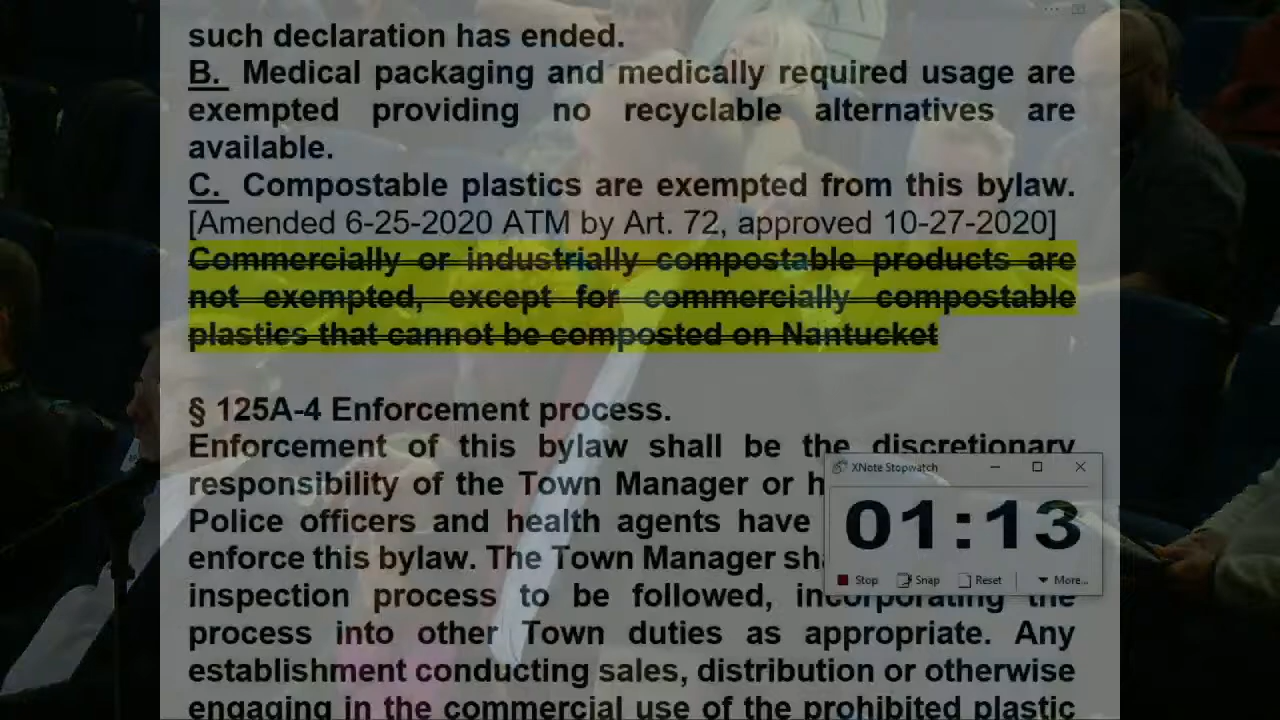 such declaration has ended.
B. Medical packaging and medically required usage are
exempted providing no recyclable alternatives are
available.
C. Compostable plastics are exempted from this bylaw.
[Amended 6-25-2020 ATM by Art. 72, approved 10-27-2020]
Commercially or industrially compostable products are
not exempted, except for commercially compostable
plastics that cannot be composted on Nantucket
§ 125A-4 Enforcement process.
Enforcement of this bylaw shall be the discretionary
responsibility of the Town Manager or h
Police officers and health agents have
enforce this bylaw. The Town Manager sha
inspection process to be followed, incorporating the
process into other Town duties as appropriate. Any
establishment conducting sales, distribution or otherwise
engaging in the commercial use of the prohibited plastic
XNote Stopwatch
01:13
Stop Snap Reset More...